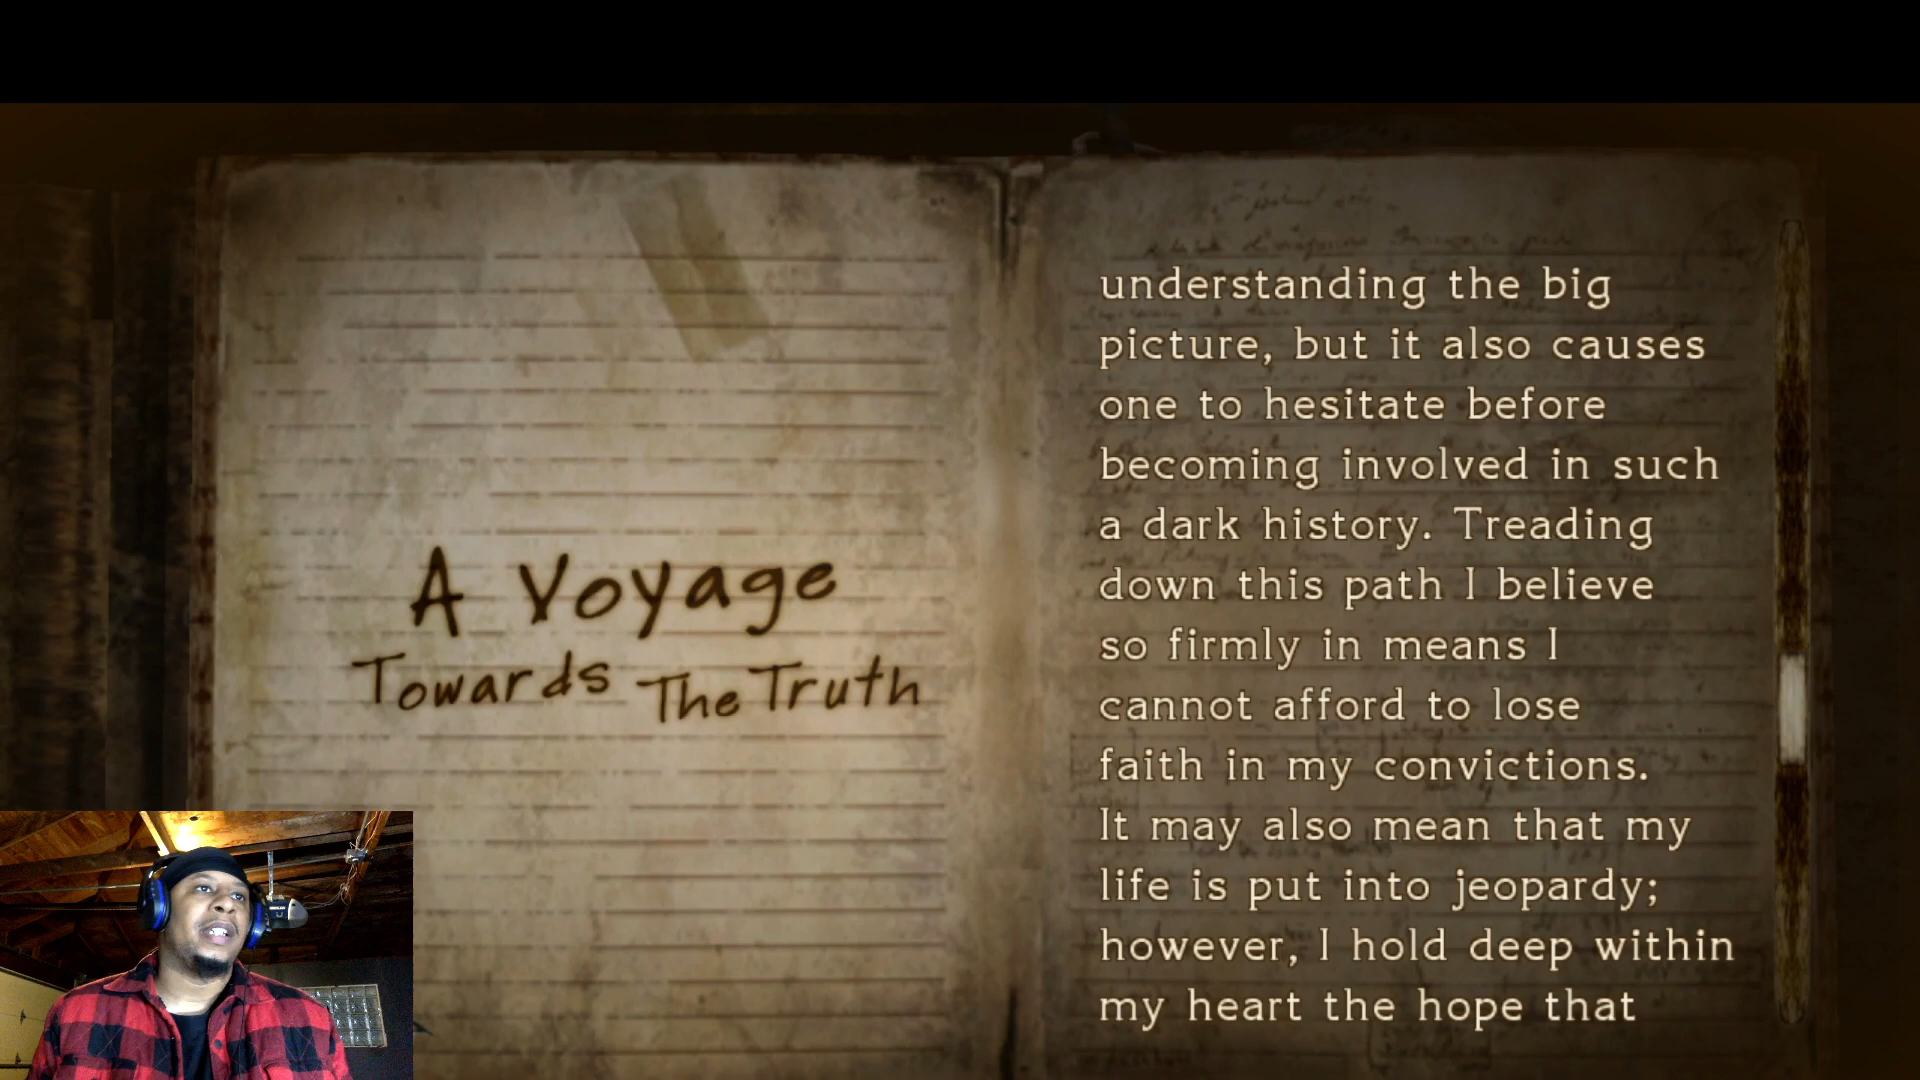 A Voyage
Towards The Truth
understanding the big
picture, but it also causes
one to hesitate before
becoming involved in such
a dark history. Treading
down this path I believe
so firmly in means I
cannot afford to lose
faith in my convictions.
It may also mean that my
life is put into jeopardy;
however, I hold deep within
my heart the hope that